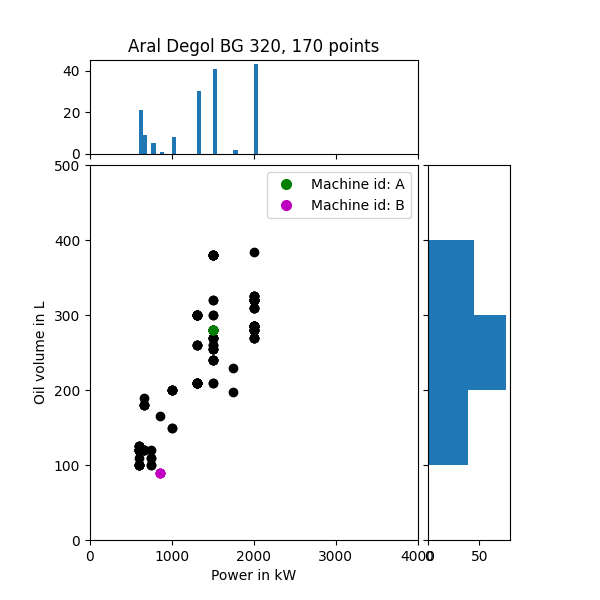 Aral Degol BG 320, 170 points
40
20
0
500
400
300
200
100
0
Oil volume in L
Machine id: A
Machine id: B
0 1000 2000 3000 4000
Power in kW
0 50